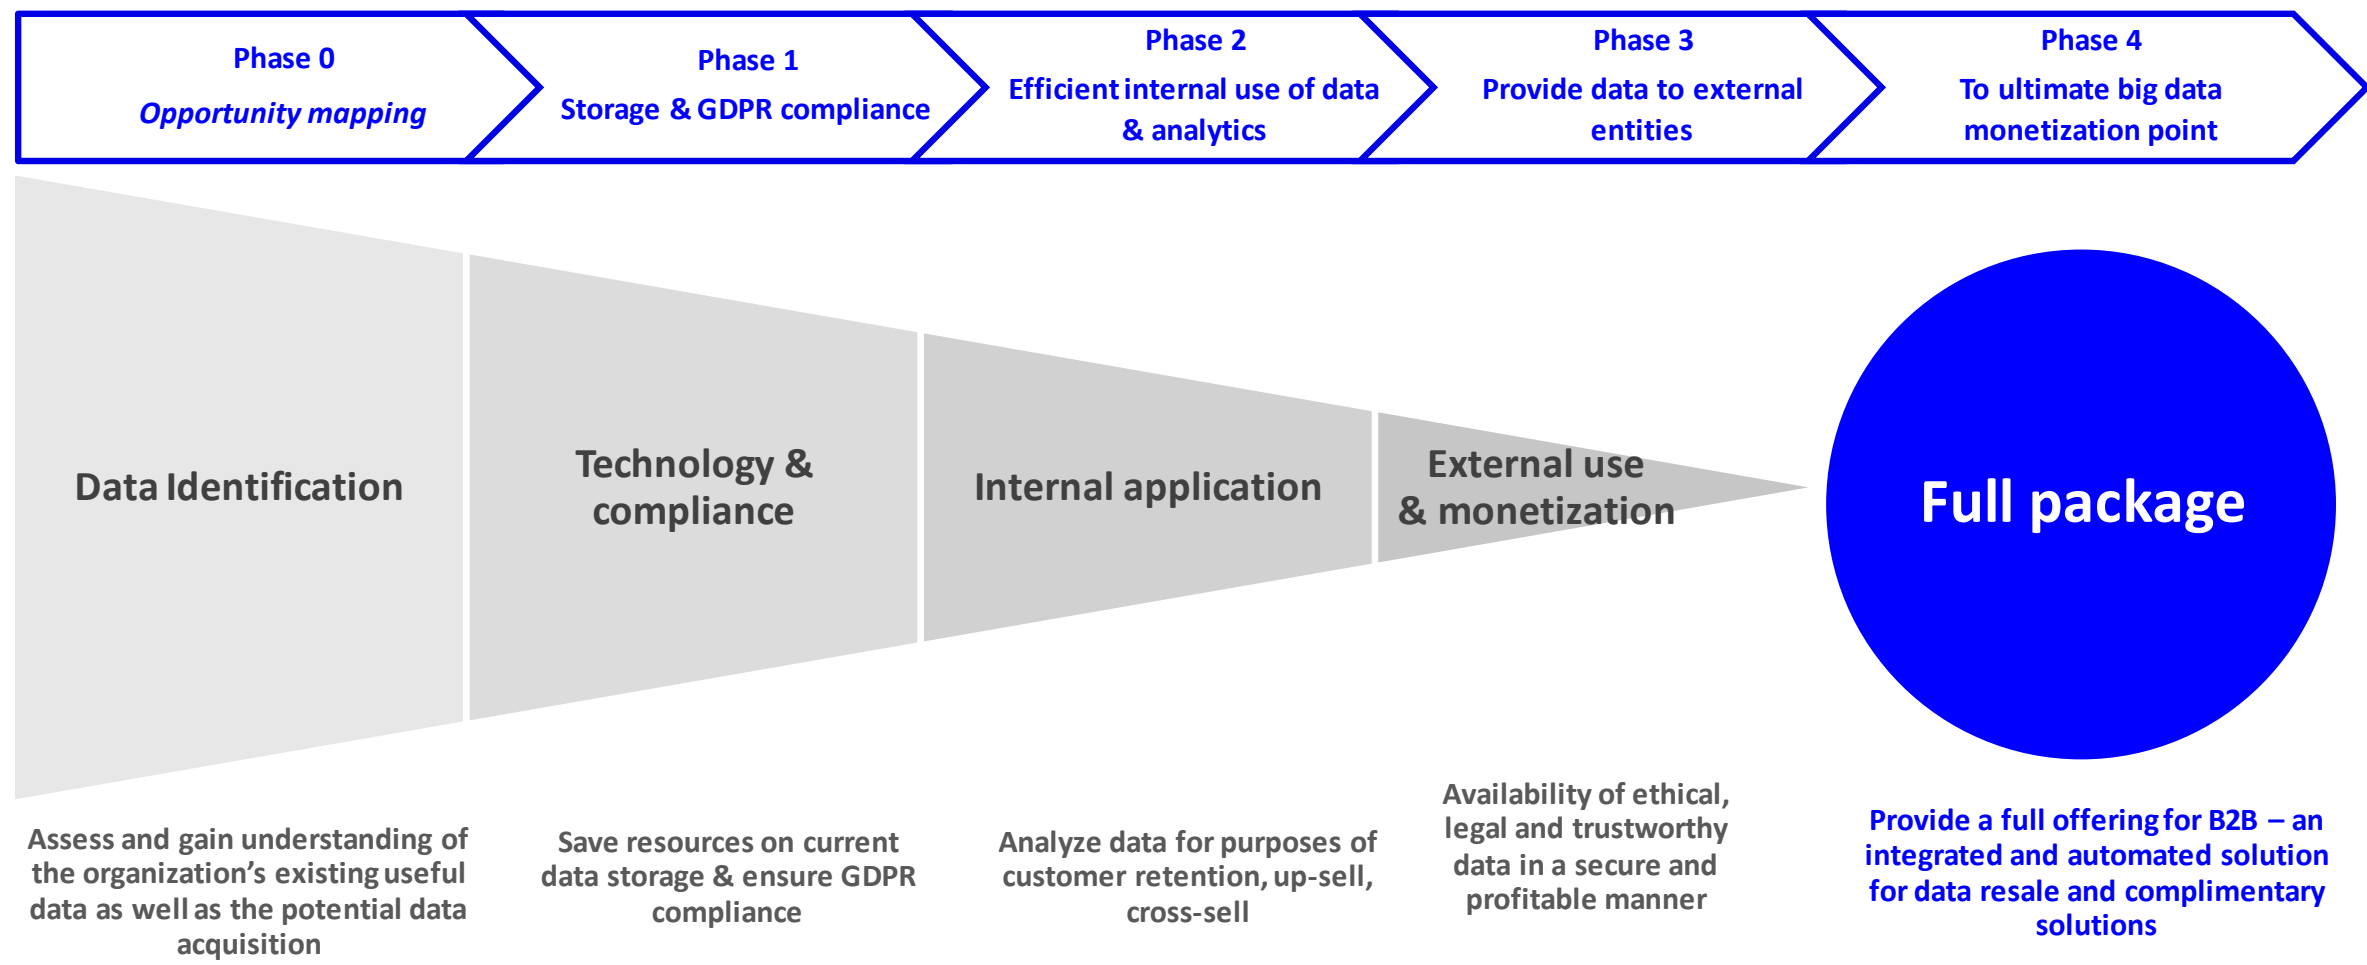 Phase 0
Opportunity mapping
Phase 1
Storage & GDPR compliance
Phase 2
Efficient internal use of data
& analytics
Phase 3
Provide data to external
entities
Phase 4
To ultimate big data
monetization point
Data Identification
Technology &
compliance
Internal application
External use
& monetization
Full package
Assess and gain understanding of
the organization’s existing useful
data as well as the potential data
acquisition
Save resources on current
data storage & ensure GDPR
compliance
Analyze data for purposes of
customer retention, up-sell,
cross-sell
Availability of ethical,
legal and trustworthy
data in a secure and
profitable manner
Provide a full offering for B2B – an
integrated and automated solution
for data resale and complimentary
solutions